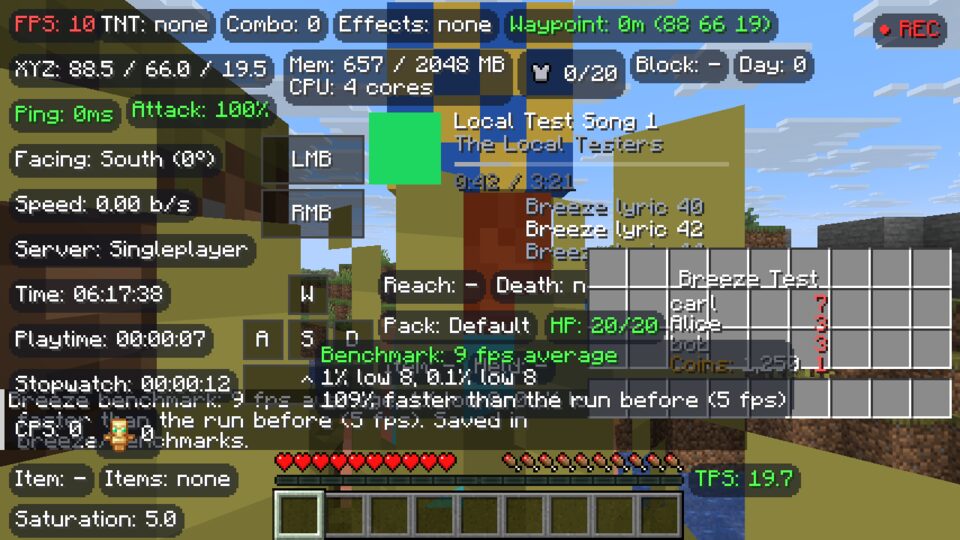 FPS: 10 TNT: none Combo: 0 Effects: none Waypoint: 0m (88 66 19) REC
XYZ: 88.5 / 66.0 / 19.5
Mem: 657 / 2048 MB
CPU: 4 cores
0/20
Block: - Day: 0
Ping: 0ms Attack: 100%
Local Test Song 1
The Local Testers
0:42 / 3:21
Facing: South (0°)
LMB
RMB
Speed: 0.00 b/s
Breeze lyric 40
Breeze lyric 42
Breeze lyric
Server: Singleplayer
Time: 06:17:38
W
Reach: - Death:
Breeze Test
carl 7
Alice 3
bob 3
Coins: 1,250 1
Playtime: 00:00:07
A S D
Pack: Default HP: 20/20
Benchmark: 9 fps average
1% low 8, 0.1% low 8
109% faster than the run before (5 fps)
Stopwatch: 00:00:12
Breeze benchmark: 9 fps
than the run before (5 fps). Saved in
CPS: 0
0
Item: - Items: none
TPS: 19.7
Saturation: 5.0